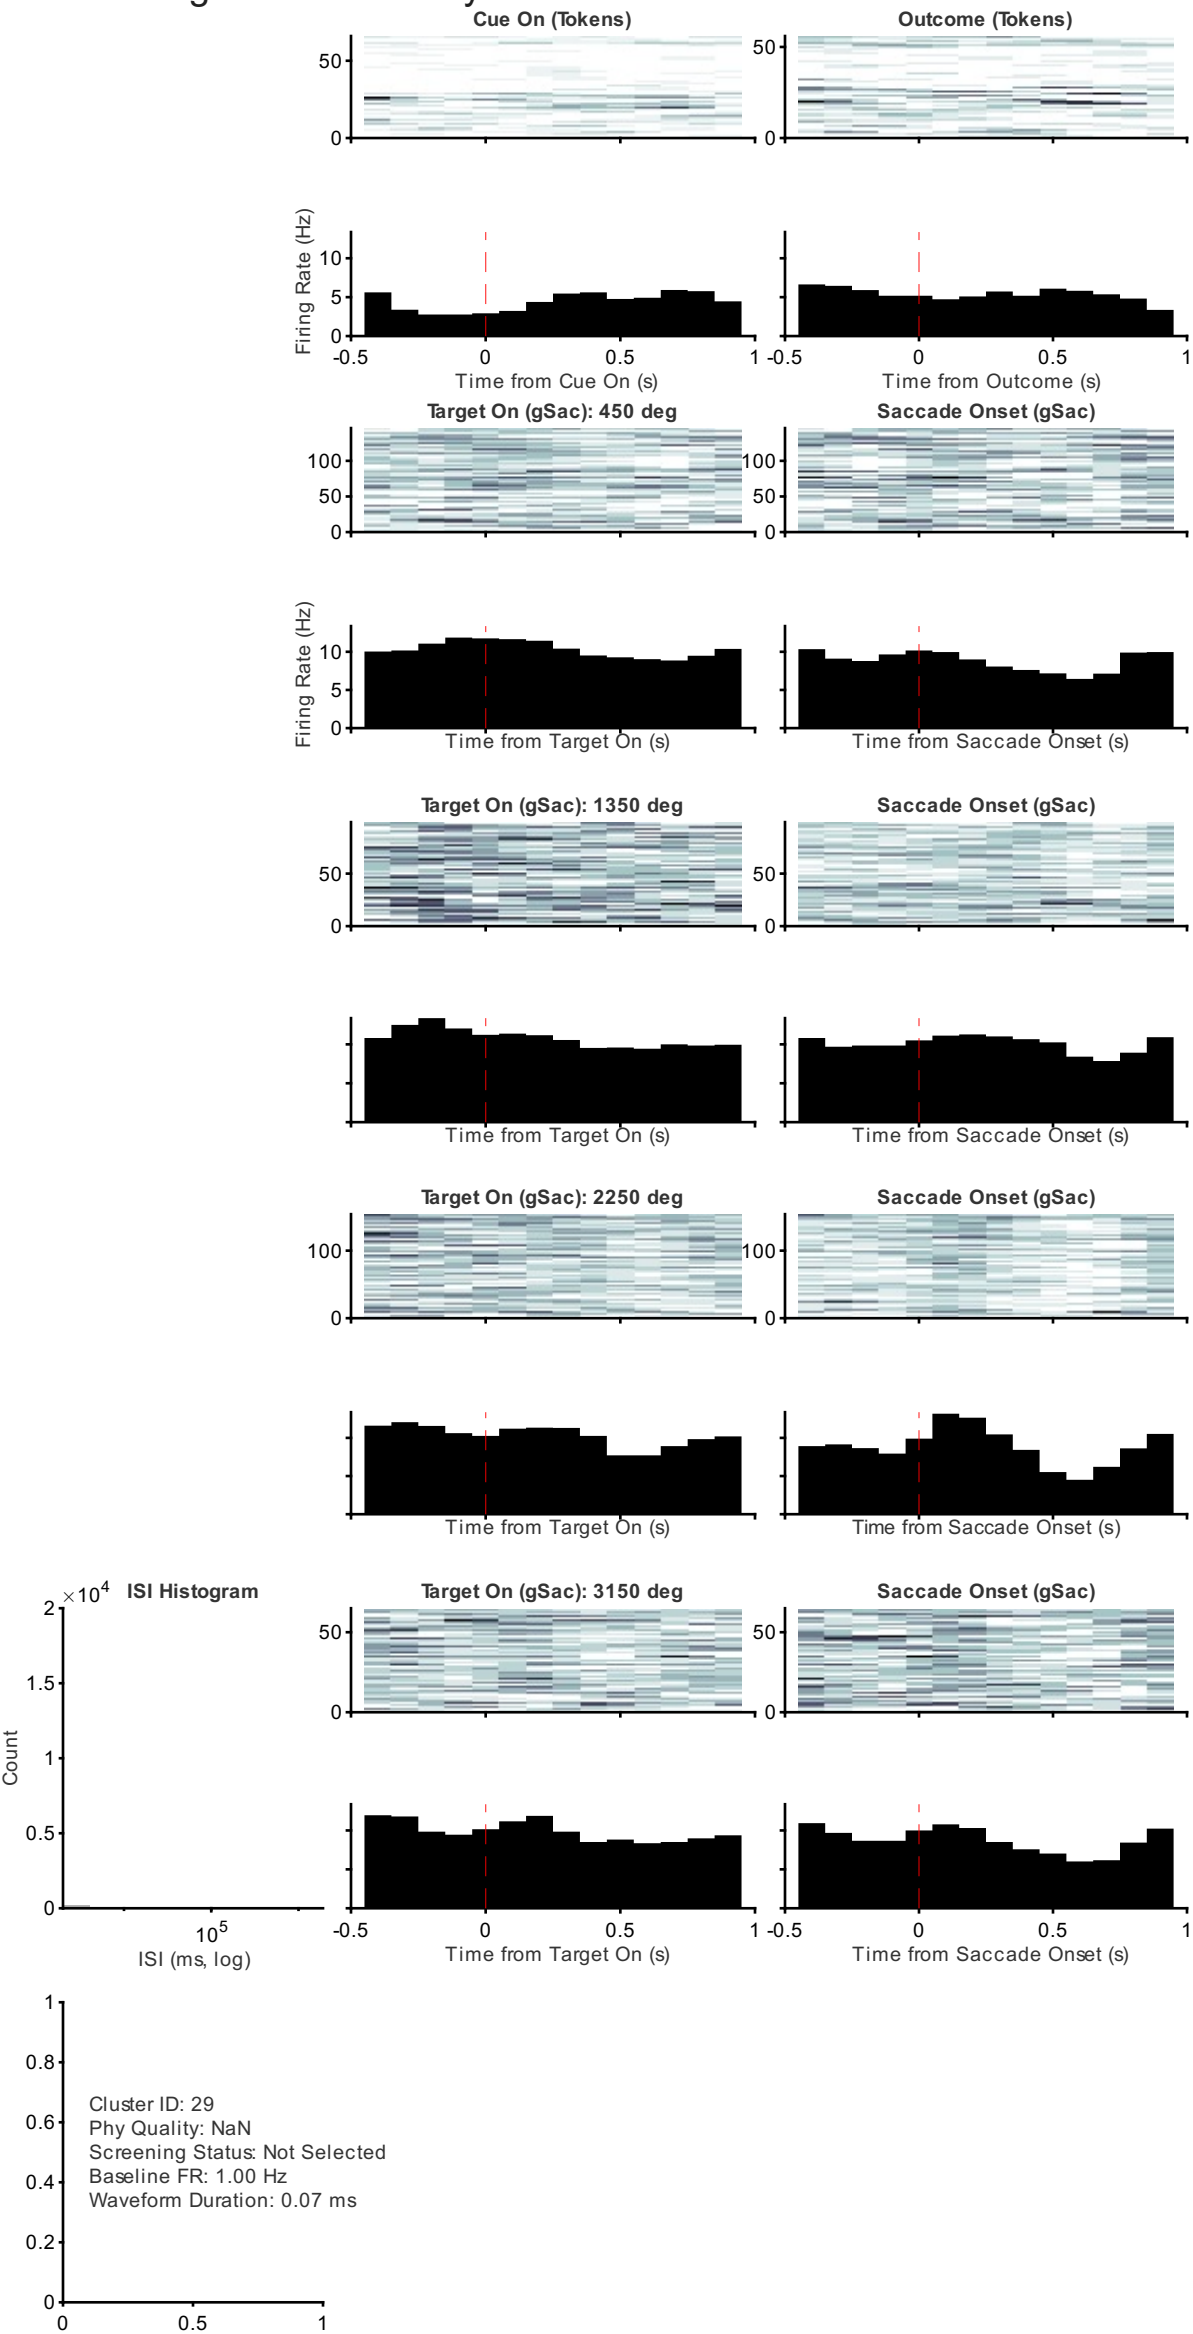 Cue On (Tokens)
Outcome (Tokens)
50
0
50
0
Firing Rate (Hz)
10
5
0
-0.5 0 0.5 1
-0.5 0 0.5 1
Time from Cue On (s)
Time from Outcome (s)
Target On (gSac): 450 deg
Saccade Onset (gSac)
100
50
0
100
50
0
Firing Rate (Hz)
10
5
0
Time from Target On (s)
Time from Saccade Onset (s)
Target On (gSac): 1350 deg
Saccade Onset (gSac)
50
0
50
0
Time from Target On (s)
Time from Saccade Onset (s)
Target On (gSac): 2250 deg
Saccade Onset (gSac)
100
0
100
0
Time from Target On (s)
Time from Saccade Onset (s)
ISI Histogram
×10⁴
2
1.5
1
0.5
0
Count
10⁵
ISI (ms, log)
Target On (gSac): 3150 deg
Saccade Onset (gSac)
50
0
50
0
-0.5 0 0.5 1
-0.5 0 0.5 1
Time from Target On (s)
Time from Saccade Onset (s)
1
0.8
0.6
0.4
0.2
0
0 0.5 1
Cluster ID: 29
Phy Quality: NaN
Screening Status: Not Selected
Baseline FR: 1.00 Hz
Waveform Duration: 0.07 ms